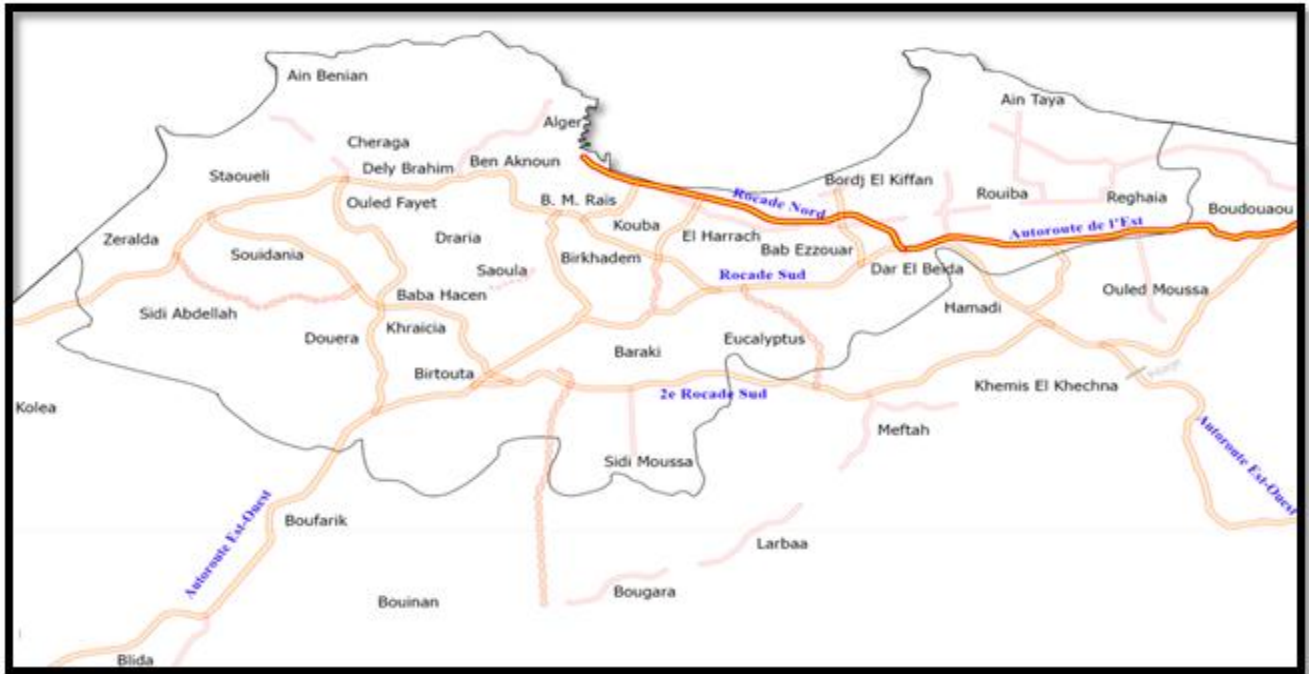 Ain Benian
Ain Taya
Alger
Cheraga
Dely Brahim
Ben Aknoun
Staoueli
Bordj El Kiffan
Rouiba
Reghaia
Ouled Fayet
B. M. Rais
Rocade Nord
Boudouaou
Kouba
Autoroute de l'Est
Zeralda
Draria
El Harrach
Bab Ezzouar
Souidania
Birkhadem
Saoula
Rocade Sud
Dar El Beida
Baba Hacen
Ouled Moussa
Sidi Abdellah
Hamadi
Khraicia
Douera
Eucalyptus
Baraki
Birtouta
Khemis El Khechna
2e Rocade Sud
Kolea
Meftah
Sidi Moussa
Autoroute Est-Ouest
Autoroute Est-Ouest
Boufarik
Larbaa
Bougara
Bouinan
Blida